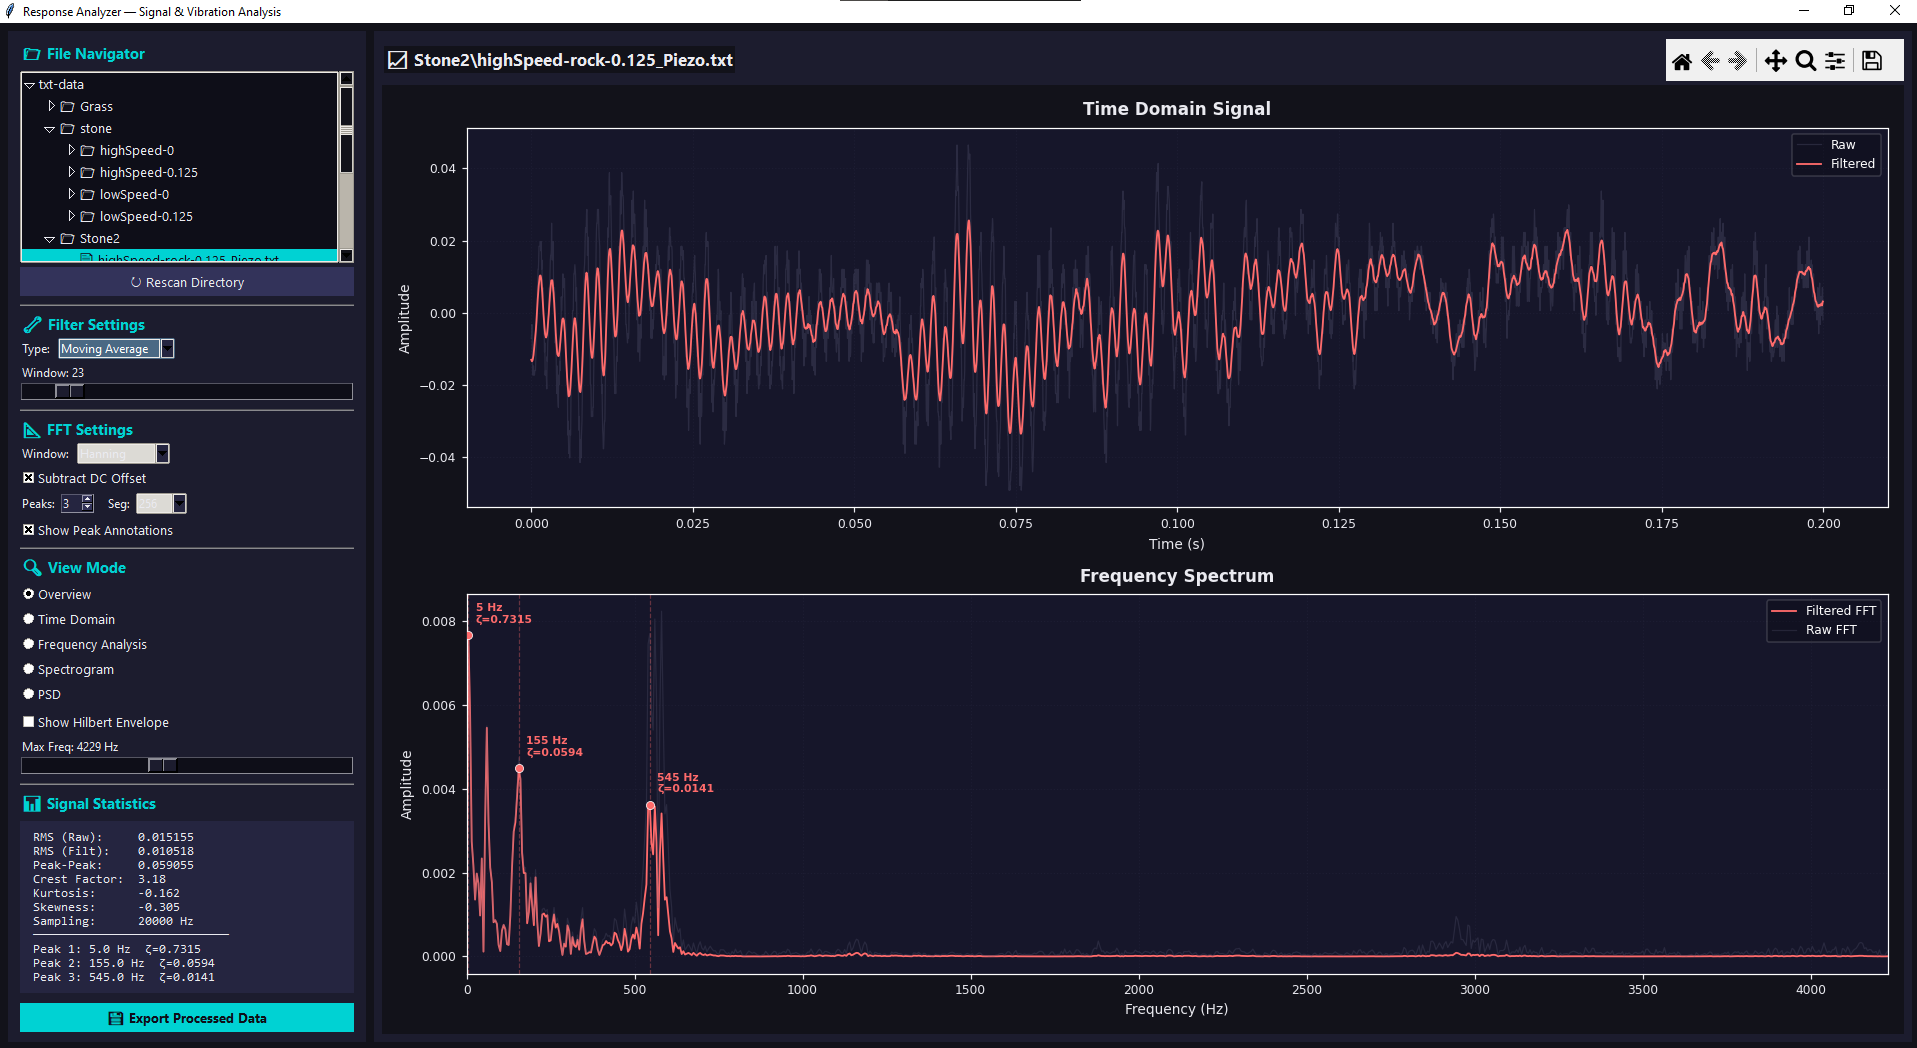 Response Analyzer — Signal & Vibration Analysis
File Navigator
txt-data
Grass
stone
highSpeed-0
highSpeed-0.125
lowSpeed-0
lowSpeed-0.125
Stone2
highSpeed-rock-0.125_Piezo.txt
Rescan Directory
Filter Settings
Type: Moving Average
Window: 23
FFT Settings
Window: Hanning
Subtract DC Offset
Peaks: 3 Seg: 256
Show Peak Annotations
View Mode
Overview
Time Domain
Frequency Analysis
Spectrogram
PSD
Show Hilbert Envelope
Max Freq: 4229 Hz
Signal Statistics
RMS (Raw): 0.015155
RMS (Filt): 0.010518
Peak-Peak: 0.059055
Crest Factor: 3.18
Kurtosis: -0.162
Skewness: -0.305
Sampling: 20000 Hz
Peak 1: 5.0 Hz ζ=0.7315
Peak 2: 155.0 Hz ζ=0.0594
Peak 3: 545.0 Hz ζ=0.0141
Export Processed Data
Stone2\highSpeed-rock-0.125_Piezo.txt
Time Domain Signal
Raw
Filtered
Amplitude
0.04
0.02
0.00
−0.02
−0.04
0.000 0.025 0.050 0.075 0.100 0.125 0.150 0.175 0.200
Time (s)
Frequency Spectrum
Filtered FFT
Raw FFT
5 Hz
ζ=0.7315
155 Hz
ζ=0.0594
545 Hz
ζ=0.0141
Amplitude
0.008
0.006
0.004
0.002
0.000
0 500 1000 1500 2000 2500 3000 3500 4000
Frequency (Hz)